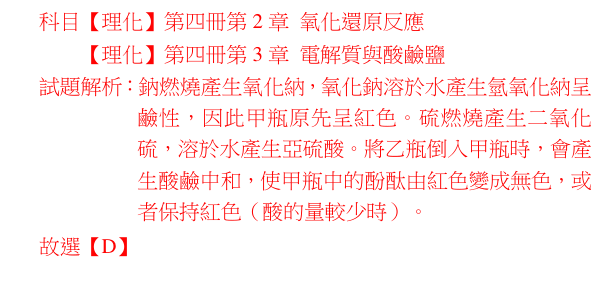 科目【理化】第四冊第 2 章 氧化還原反應
【理化】第四冊第 3 章 電解質與酸鹼鹽
試題解析：鈉燃燒產生氧化納，氧化鈉溶於水產生氫氧化納呈
鹼性，因此甲瓶原先呈紅色。硫燃燒產生二氧化
硫，溶於水產生亞硫酸。將乙瓶倒入甲瓶時，會產
生酸鹼中和，使甲瓶中的酚酞由紅色變成無色，或
者保持紅色（酸的量較少時）。
故選【D】